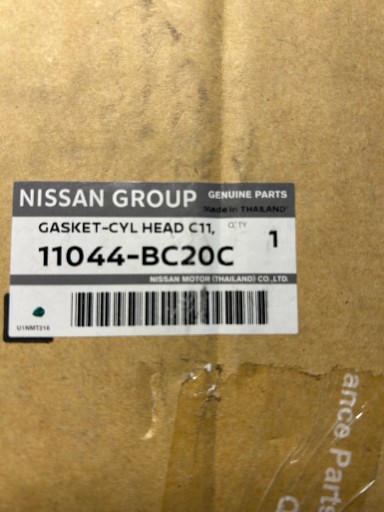 NISSAN GROUP GENUINE PARTS
Made in THAILAND
GASKET-CYL HEAD C11, Q'TY 1
11044-BC20C
NISSAN MOTOR (THAILAND) CO.,LTD.
U1NMT216
ance Parts